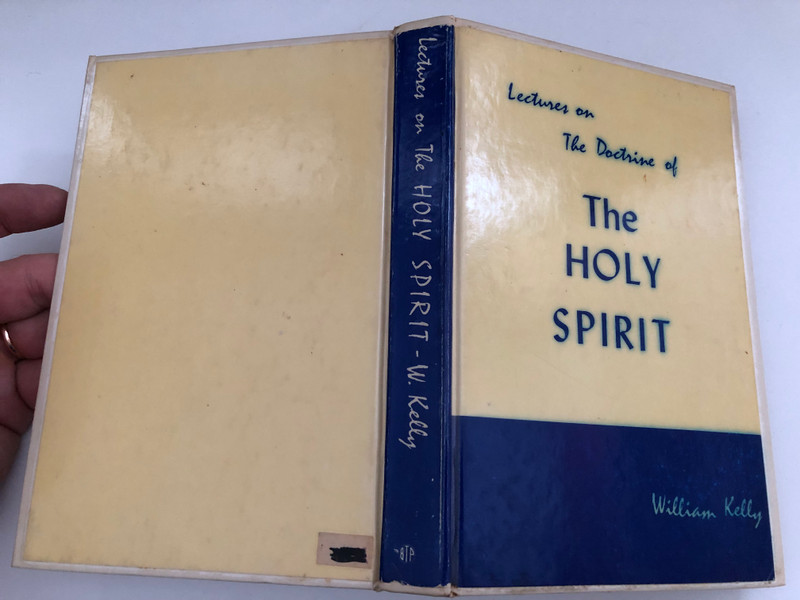 Lectures on The HOLY SPIRIT - W. Kelly
BTP
Lectures on
The Doctrine of
The
HOLY
SPIRIT
William Kelly